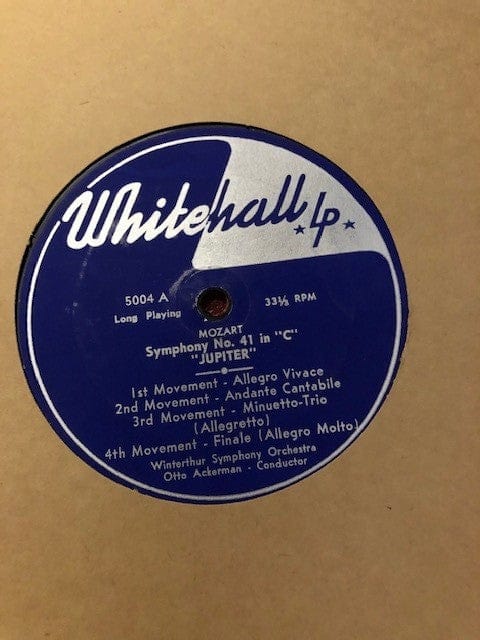 Whitehall ★LP★
5004 A
Long Playing
33⅓ RPM
MOZART
Symphony No. 41 in "C"
"JUPITER"
1st Movement - Allegro Vivace
2nd Movement - Andante Cantabile
3rd Movement - Minuetto-Trio
(Allegretto)
4th Movement - Finale (Allegro Molto)
Winterthur Symphony Orchestra
Otto Ackerman - Conductor